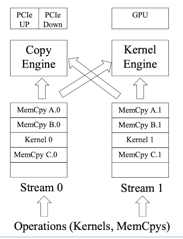 PCIe UP
PCIe Down
GPU
Copy Engine
Kernel Engine
MemCpy A.0
MemCpy B.0
Kernel 0
MemCpy C.0
Stream 0
MemCpy A.1
MemCpy B.1
Kernel 1
MemCpy C.1
Stream 1
Operations (Kernels, MemCpys)